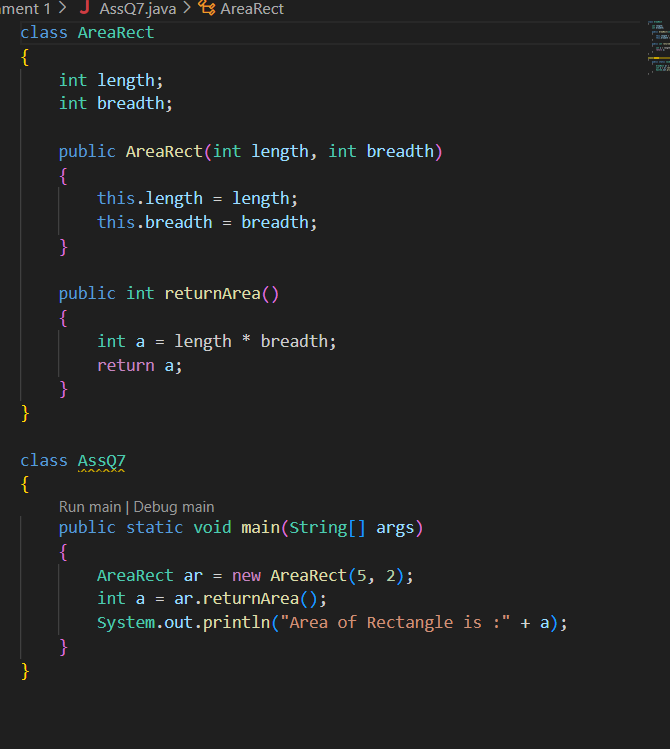 ment 1 > J AssQ7.java > AreaRect
class AreaRect
{
    int length;
    int breadth;

    public AreaRect(int length, int breadth)
    {
        this.length = length;
        this.breadth = breadth;
    }

    public int returnArea()
    {
        int a = length * breadth;
        return a;
    }
}

class AssQ7
{
    Run main | Debug main
    public static void main(String[] args)
    {
        AreaRect ar = new AreaRect(5, 2);
        int a = ar.returnArea();
        System.out.println("Area of Rectangle is :" + a);
    }
}